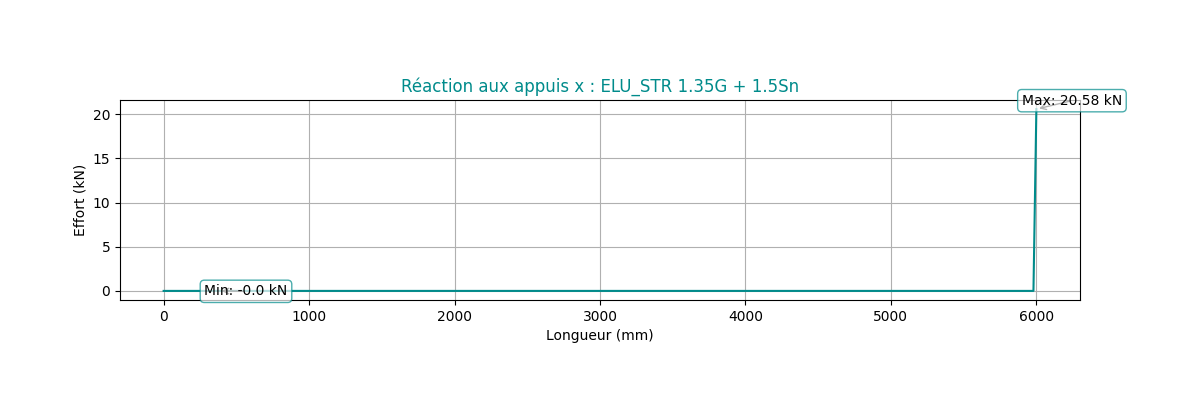 Réaction aux appuis x : ELU_STR 1.35G + 1.5Sn
Max: 20.58 kN
20
15
10
5
0
Effort (kN)
Min: -0.0 kN
0 1000 2000 3000 4000 5000 6000
Longueur (mm)